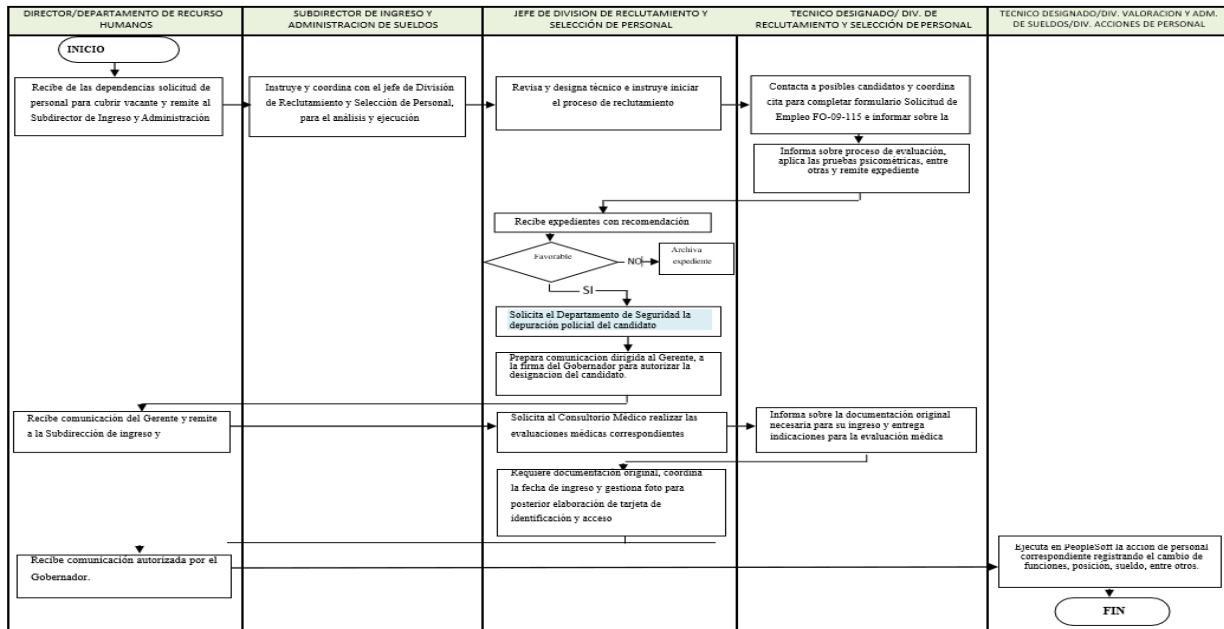 DIRECTOR/DEPARTAMENTO DE RECURSO
HUMANOS
SUBDIRECTOR DE INGRESO Y
ADMINISTRACION DE SUELDOS
JEFE DE DIVISION DE RECLUTAMIENTO Y
SELECCIÓN DE PERSONAL
TECNICO DESIGNADO/ DIV. DE
RECLUTAMIENTO Y SELECCIÓN DE PERSONAL
TECNICO DESIGNADO/DIV. VALORACION Y ADM.
DE SUELDOS/DIV. ACCIONES DE PERSONAL
INICIO
Recibe de las dependencias solicitud de
personal para cubrir vacante y remite al
Subdirector de Ingreso y Administración
Instruye y coordina con el jefe de División
de Reclutamiento y Selección de Personal,
para el análisis y ejecución
Revisa y designa técnico e instruye iniciar
el proceso de reclutamiento
Contacta a posibles candidatos y coordina
cita para completar formulario Solicitud de
Empleo FO-09-115 e informar sobre la
Informa sobre proceso de evaluación,
aplica las pruebas psicométricas, entre
otras y remite expediente
Recibe expedientes con recomendación
Favorable
NO
Archiva
expediente
SI
Solicita el Departamento de Seguridad la
depuración policial del candidato
Prepara comunicación dirigida al Gerente, a
la firma del Gobernador para autorizar la
designación del candidato.
Recibe comunicación del Gerente y remite
a la Subdirección de ingreso y
Solicita al Consultorio Médico realizar las
evaluaciones médicas correspondientes
Informa sobre la documentación original
necesaria para su ingreso y entrega
indicaciones para la evaluación médica
Requiere documentación original, coordina
la fecha de ingreso y gestiona foto para
posterior elaboración de tarjeta de
identificación y acceso
Recibe comunicación autorizada por el
Gobernador.
Ejecuta en PeopleSoft la acción de personal
correspondiente registrando el cambio de
funciones, posición, sueldo, entre otros.
FIN